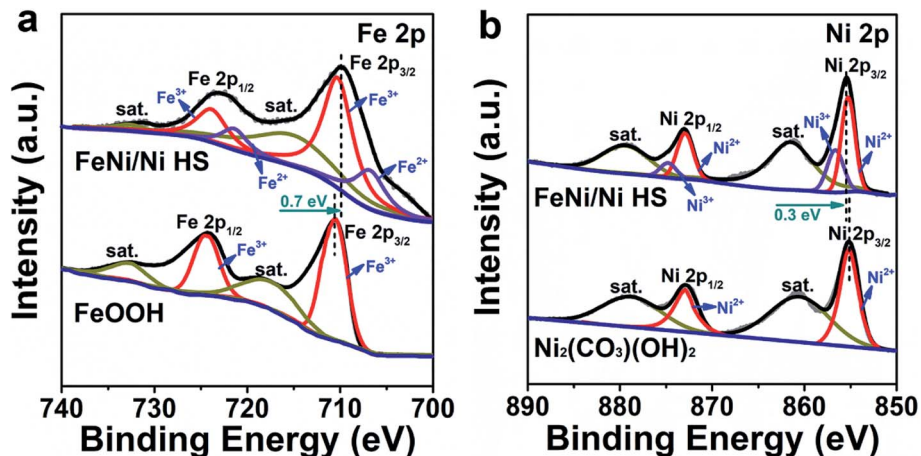 a
Fe 2p
Fe 2p3/2
Fe 2p1/2
sat.
sat.
Fe3+
Fe3+
Fe2+
Fe2+
FeNi/Ni HS
0.7 eV
Fe 2p3/2
Fe 2p1/2
sat.
sat.
Fe3+
Fe3+
FeOOH
Intensity (a.u.)
740 730 720 710 700
Binding Energy (eV)
b
Ni 2p
Ni 2p3/2
Ni 2p1/2
sat.
sat.
Ni3+
Ni2+
Ni2+
Ni3+
FeNi/Ni HS
0.3 eV
Ni 2p3/2
Ni 2p1/2
sat.
sat.
Ni2+
Ni2+
Ni2(CO3)(OH)2
Intensity (a.u.)
890 880 870 860 850
Binding Energy (eV)